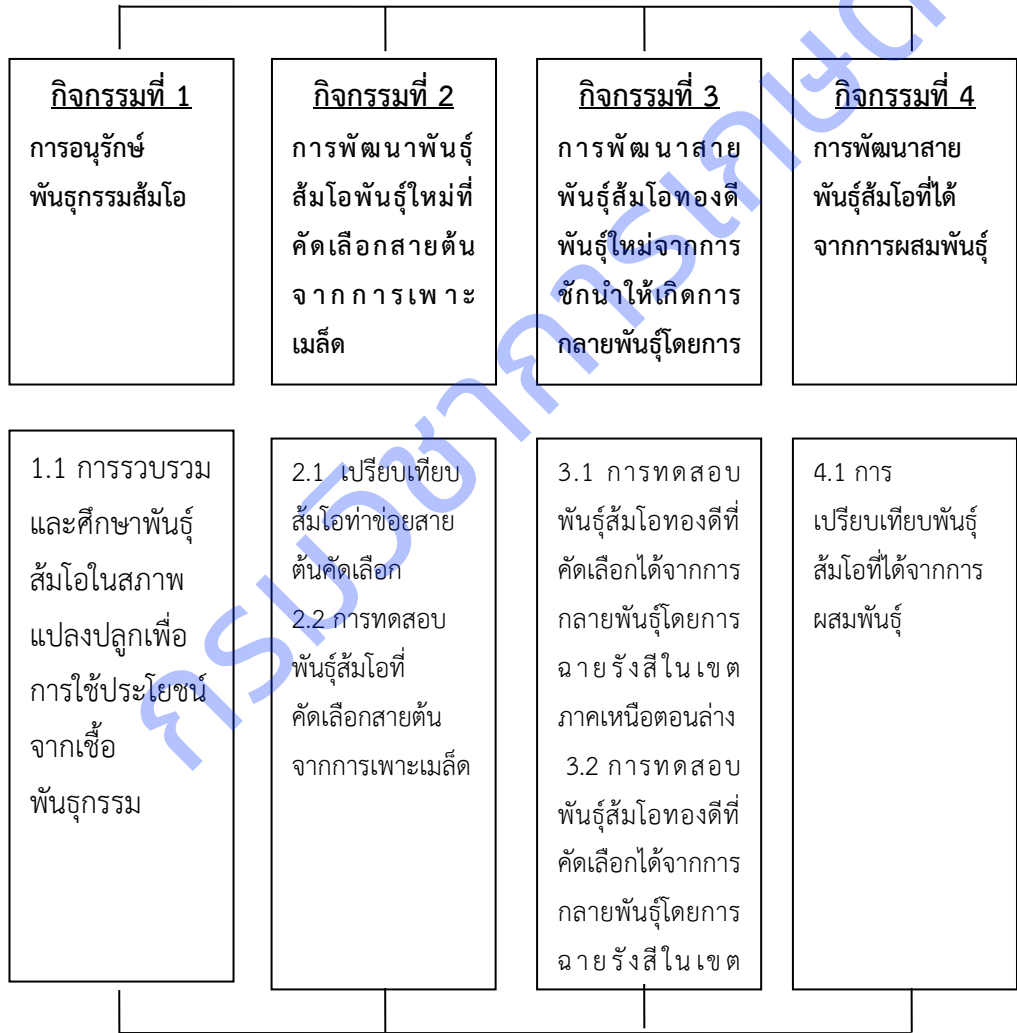 กิจกรรมที่ 1
การอนุรักษ์
พันธุกรรมส้มโอ
กิจกรรมที่ 2
การพัฒนาพันธุ์
ส้มโอพันธุ์ใหม่ที่
คัดเลือกสายต้น
จากการเพาะ
เมล็ด
กิจกรรมที่ 3
การพัฒนาสาย
พันธุ์ส้มโอทองดี
พันธุ์ใหม่จากการ
ชักนำให้เกิดการ
กลายพันธุ์โดยการ
กิจกรรมที่ 4
การพัฒนาสาย
พันธุ์ส้มโอที่ได้
จากการผสมพันธุ์
1.1 การรวบรวม
และศึกษาพันธุ์
ส้มโอในสภาพ
แปลงปลูกเพื่อ
การใช้ประโยชน์
จากเชื้อ
พันธุกรรม
2.1 เปรียบเทียบ
ส้มโอท่าข่อยสาย
ต้นคัดเลือก
2.2 การทดสอบ
พันธุ์ส้มโอที่
คัดเลือกสายต้น
จากการเพาะเมล็ด
3.1 การทดสอบ
พันธุ์ส้มโอทองดีที่
คัดเลือกได้จากการ
กลายพันธุ์โดยการ
ฉายรังสีในเขต
ภาคเหนือตอนล่าง
3.2 การทดสอบ
พันธุ์ส้มโอทองดีที่
คัดเลือกได้จากการ
กลายพันธุ์โดยการ
ฉายรังสีในเขต
4.1 การ
เปรียบเทียบพันธุ์
ส้มโอที่ได้จากการ
ผสมพันธุ์
กรมวิชาการเกษต